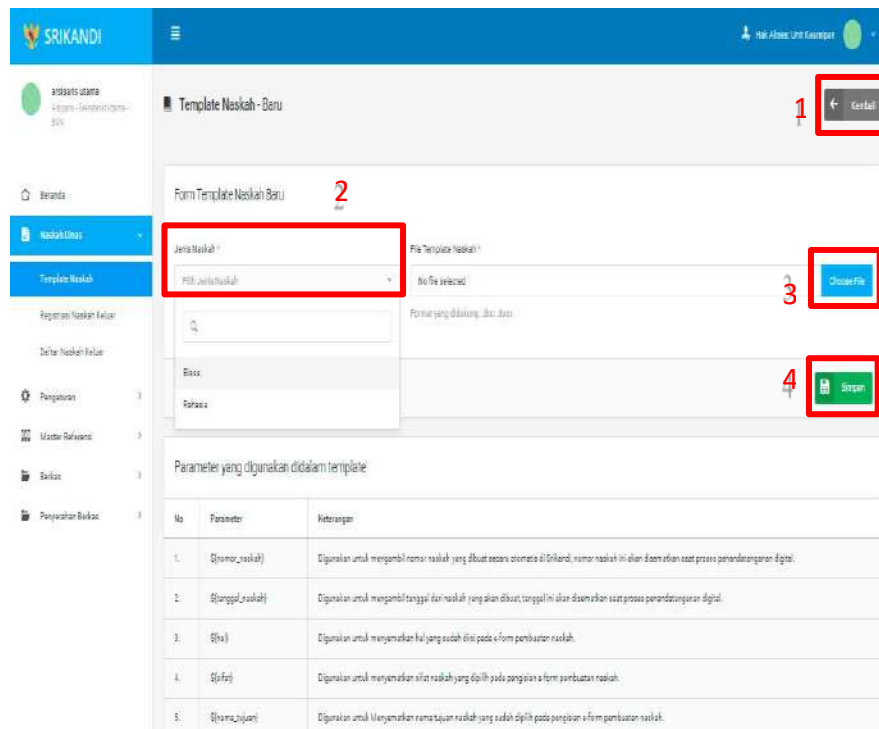 SRIKANDI
Hak Akses: Unit Kearsipan
arsiparis utama
Arsiparis - Sekretariat Utama -
Template Naskah - Baru
1
Kembali
Beranda
Form Template Naskah Baru
2
Naskah Dinas
Jenis Naskah *
File Template Naskah *
Template Naskah
Pilih Jenis Naskah
No file selected
3
Choose File
Registrasi Naskah Keluar
Format yang didukung: .doc, .docx
Daftar Naskah Keluar
Biasa
Pengaturan
Rahasia
4
Simpan
Master Referensi
Berkas
Parameter yang digunakan didalam template
Penyerahan Berkas
No Parameter Keterangan
1. ${nomor_naskah} Digunakan untuk mengambil nomor naskah yang dibuat secara otomatis di Srikandi, nomor naskah ini akan disematkan saat proses penandatanganan digital.
2. ${tanggal_naskah} Digunakan untuk mengambil tanggal dari naskah yang akan dibuat, tanggal ini akan disematkan saat proses penandatanganan digital.
3. ${hal} Digunakan untuk menyematkan hal yang sudah diisi pada e-form pembuatan naskah.
4. ${sifat} Digunakan untuk menyematkan sifat naskah yang dipilih pada pengisian e-form pembuatan naskah.
5. ${nama_tujuan} Digunakan untuk Menyematkan nama tujuan naskah yang sudah dipilih pada pengisian e-form pembuatan naskah.